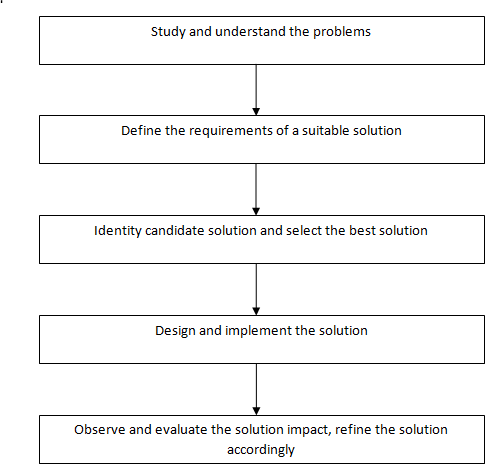 Study and understand the problems
Define the requirements of a suitable solution
Identity candidate solution and select the best solution
Design and implement the solution
Observe and evaluate the solution impact, refine the solution
accordingly